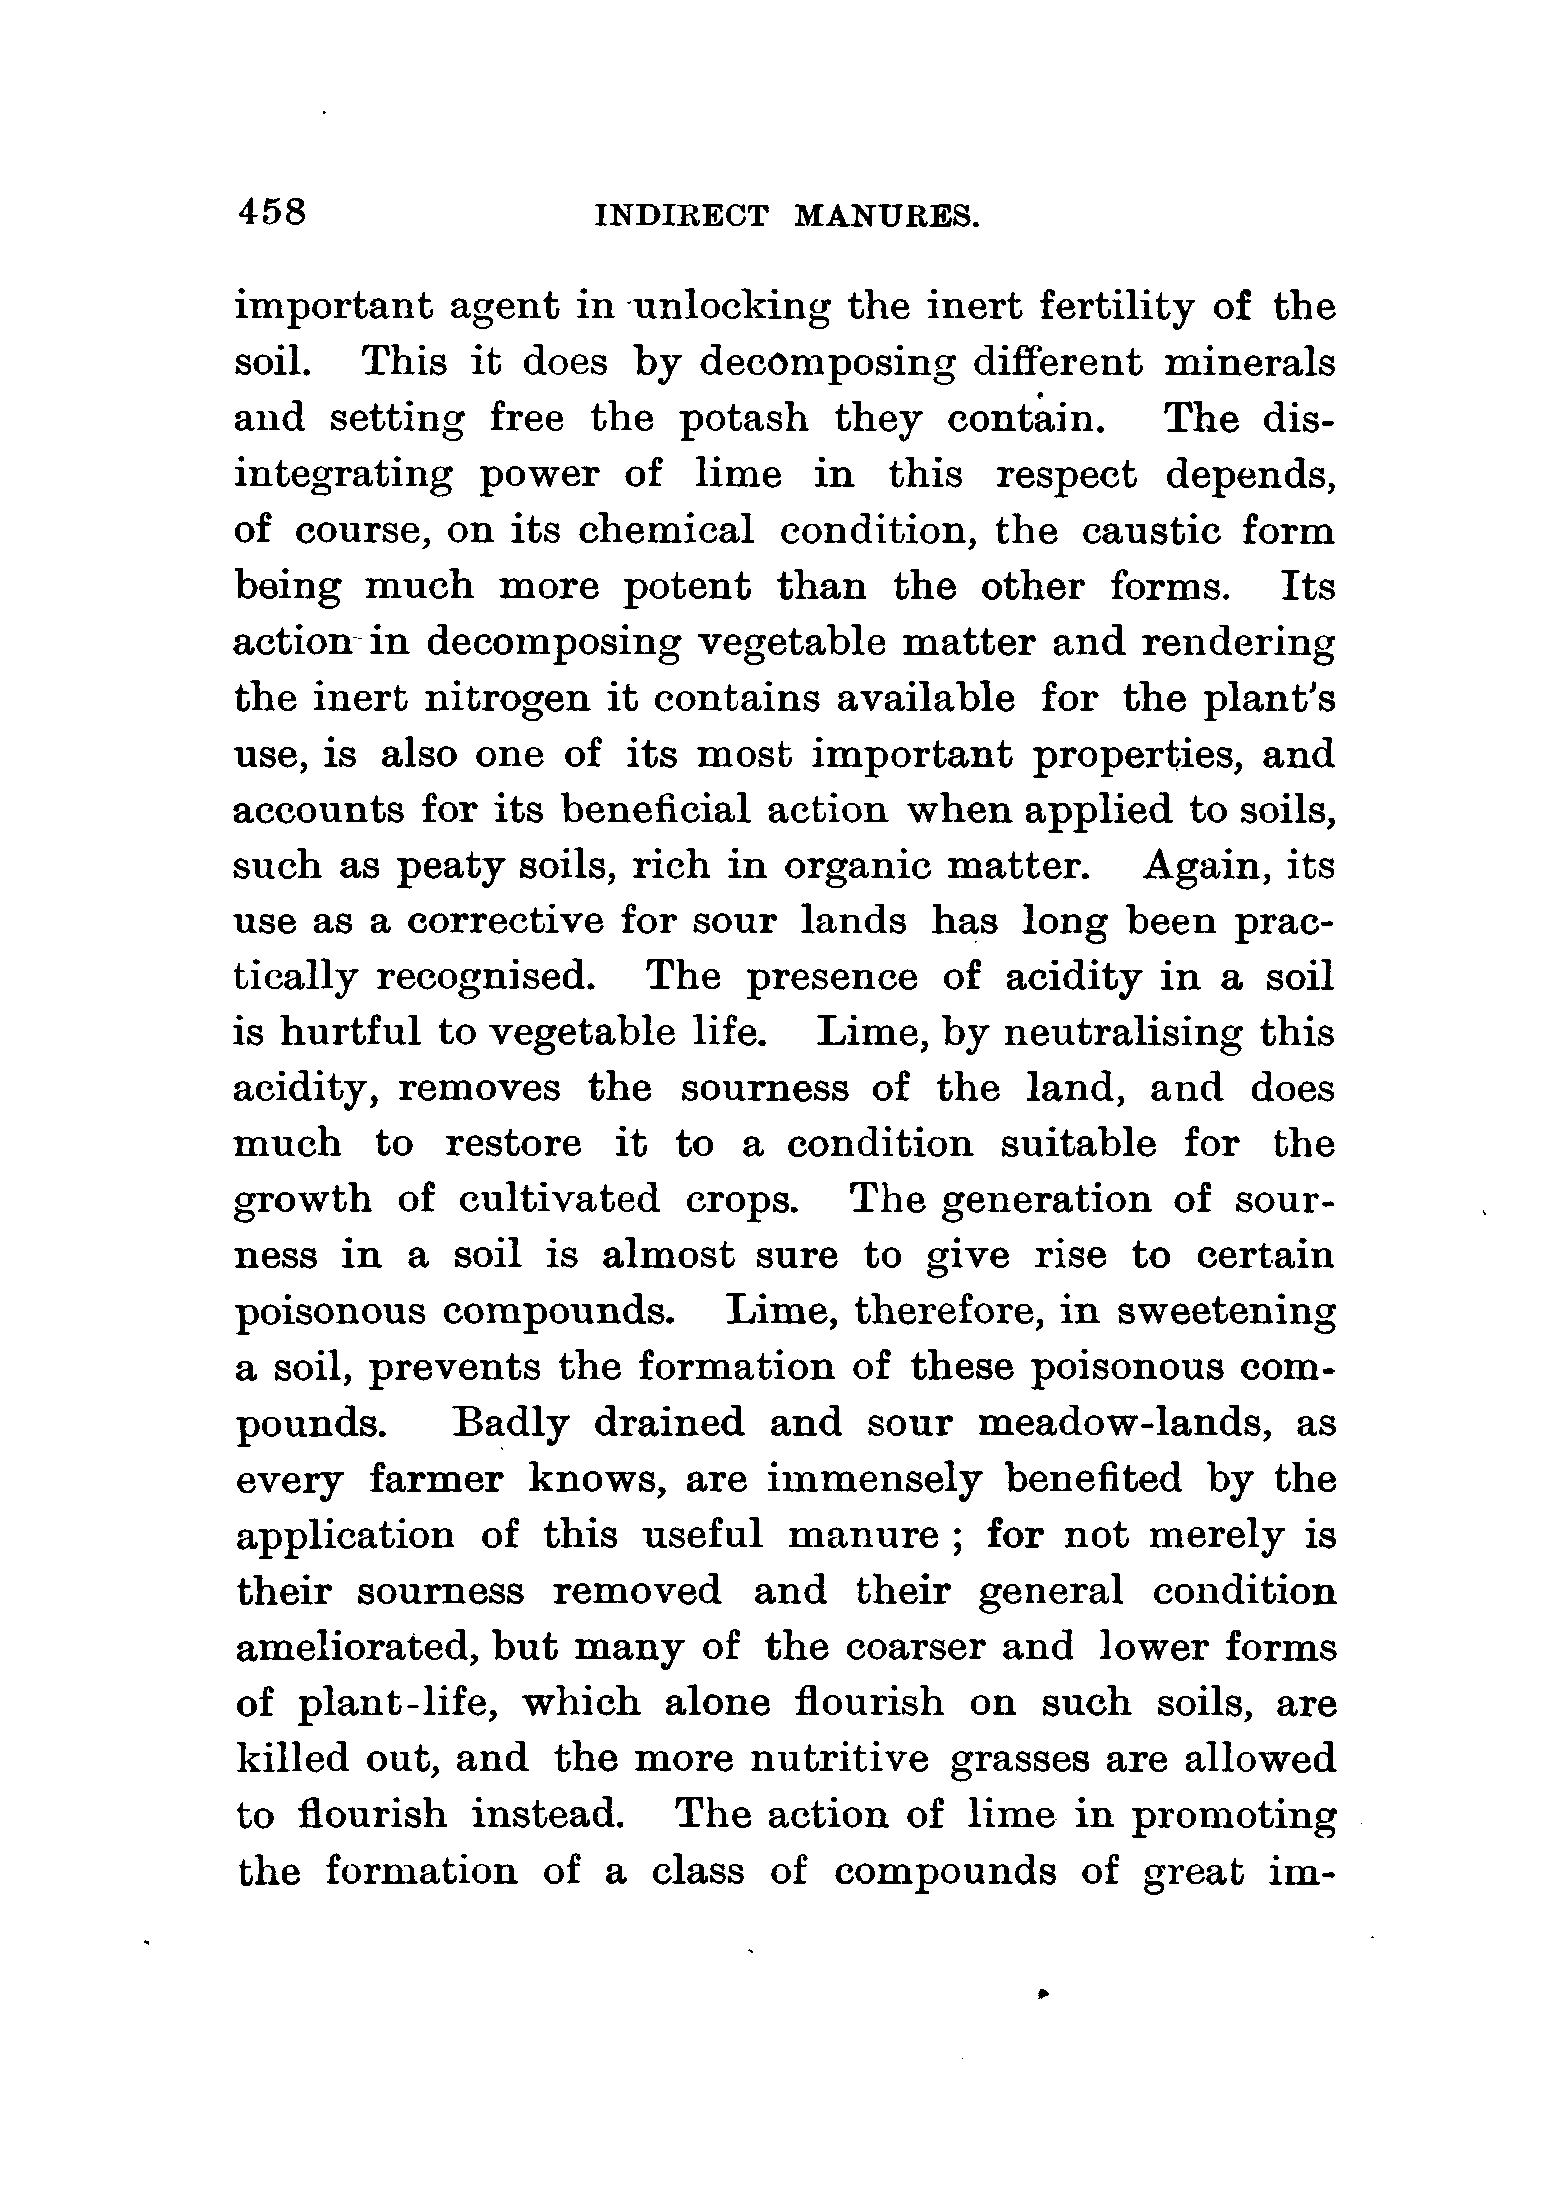 458 INDIRECT MANURES.
important agent in unlocking the inert fertility of the
soil. This it does by decomposing different minerals
and setting free the potash they contain. The dis-
integrating power of lime in this respect depends,
of course, on its chemical condition, the caustic form
being much more potent than the other forms. Its
action in decomposing vegetable matter and rendering
the inert nitrogen it contains available for the plant's
use, is also one of its most important properties, and
accounts for its beneficial action when applied to soils,
such as peaty soils, rich in organic matter. Again, its
use as a corrective for sour lands has long been prac-
tically recognised. The presence of acidity in a soil
is hurtful to vegetable life. Lime, by neutralising this
acidity, removes the sourness of the land, and does
much to restore it to a condition suitable for the
growth of cultivated crops. The generation of sour-
ness in a soil is almost sure to give rise to certain
poisonous compounds. Lime, therefore, in sweetening
a soil, prevents the formation of these poisonous com-
pounds. Badly drained and sour meadow-lands, as
every farmer knows, are immensely benefited by the
application of this useful manure ; for not merely is
their sourness removed and their general condition
ameliorated, but many of the coarser and lower forms
of plant-life, which alone flourish on such soils, are
killed out, and the more nutritive grasses are allowed
to flourish instead. The action of lime in promoting
the formation of a class of compounds of great im-